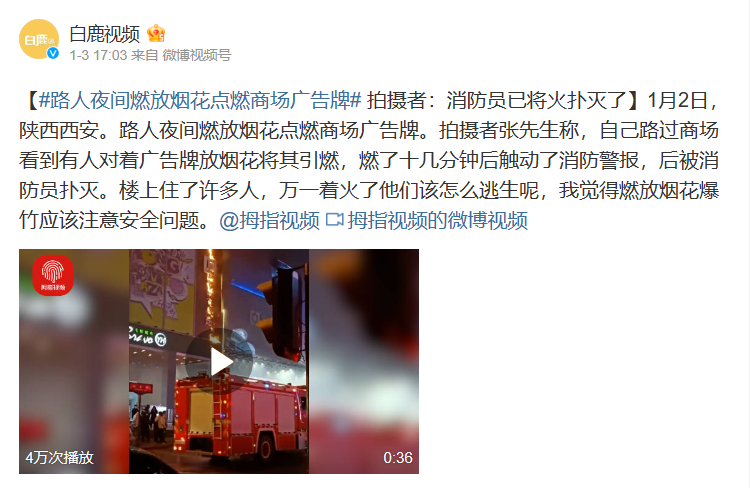 白鹿视频
1-3 17:03 来自 微博视频号
【#路人夜间燃放烟花点燃商场广告牌# 拍摄者：消防员已将火扑灭了】1月2日，
陕西西安。路人夜间燃放烟花点燃商场广告牌。拍摄者张先生称，自己路过商场
看到有人对着广告牌放烟花将其引燃，燃了十几分钟后触动了消防警报，后被消
防员扑灭。楼上住了许多人，万一着火了他们该怎么逃生呢，我觉得燃放烟花爆
竹应该注意安全问题。@拇指视频 拇指视频的微博视频
拇指视频
4万次播放
0:36